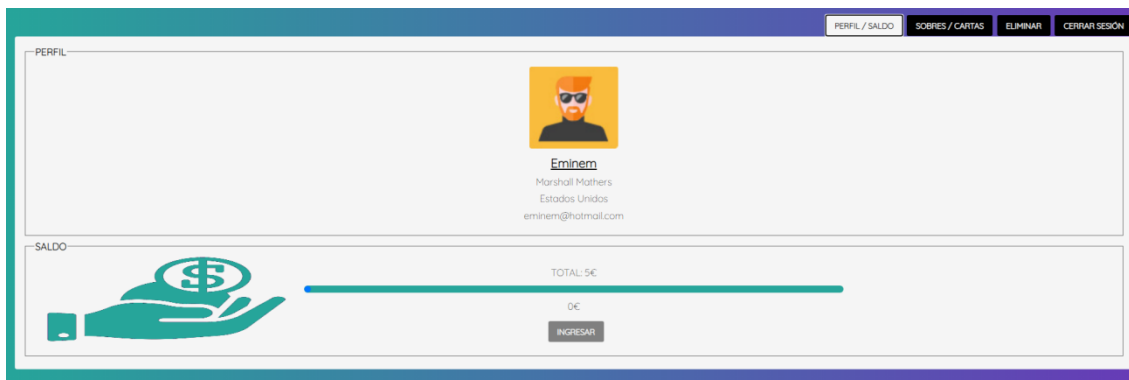 PERFIL / SALDO SOBRES / CARTAS ELIMINAR CERRAR SESIÓN
PERFIL
Eminem
Marshall Mathers
Estados Unidos
eminem@hotmail.com
SALDO
$
TOTAL: 5€
0€
INGRESAR